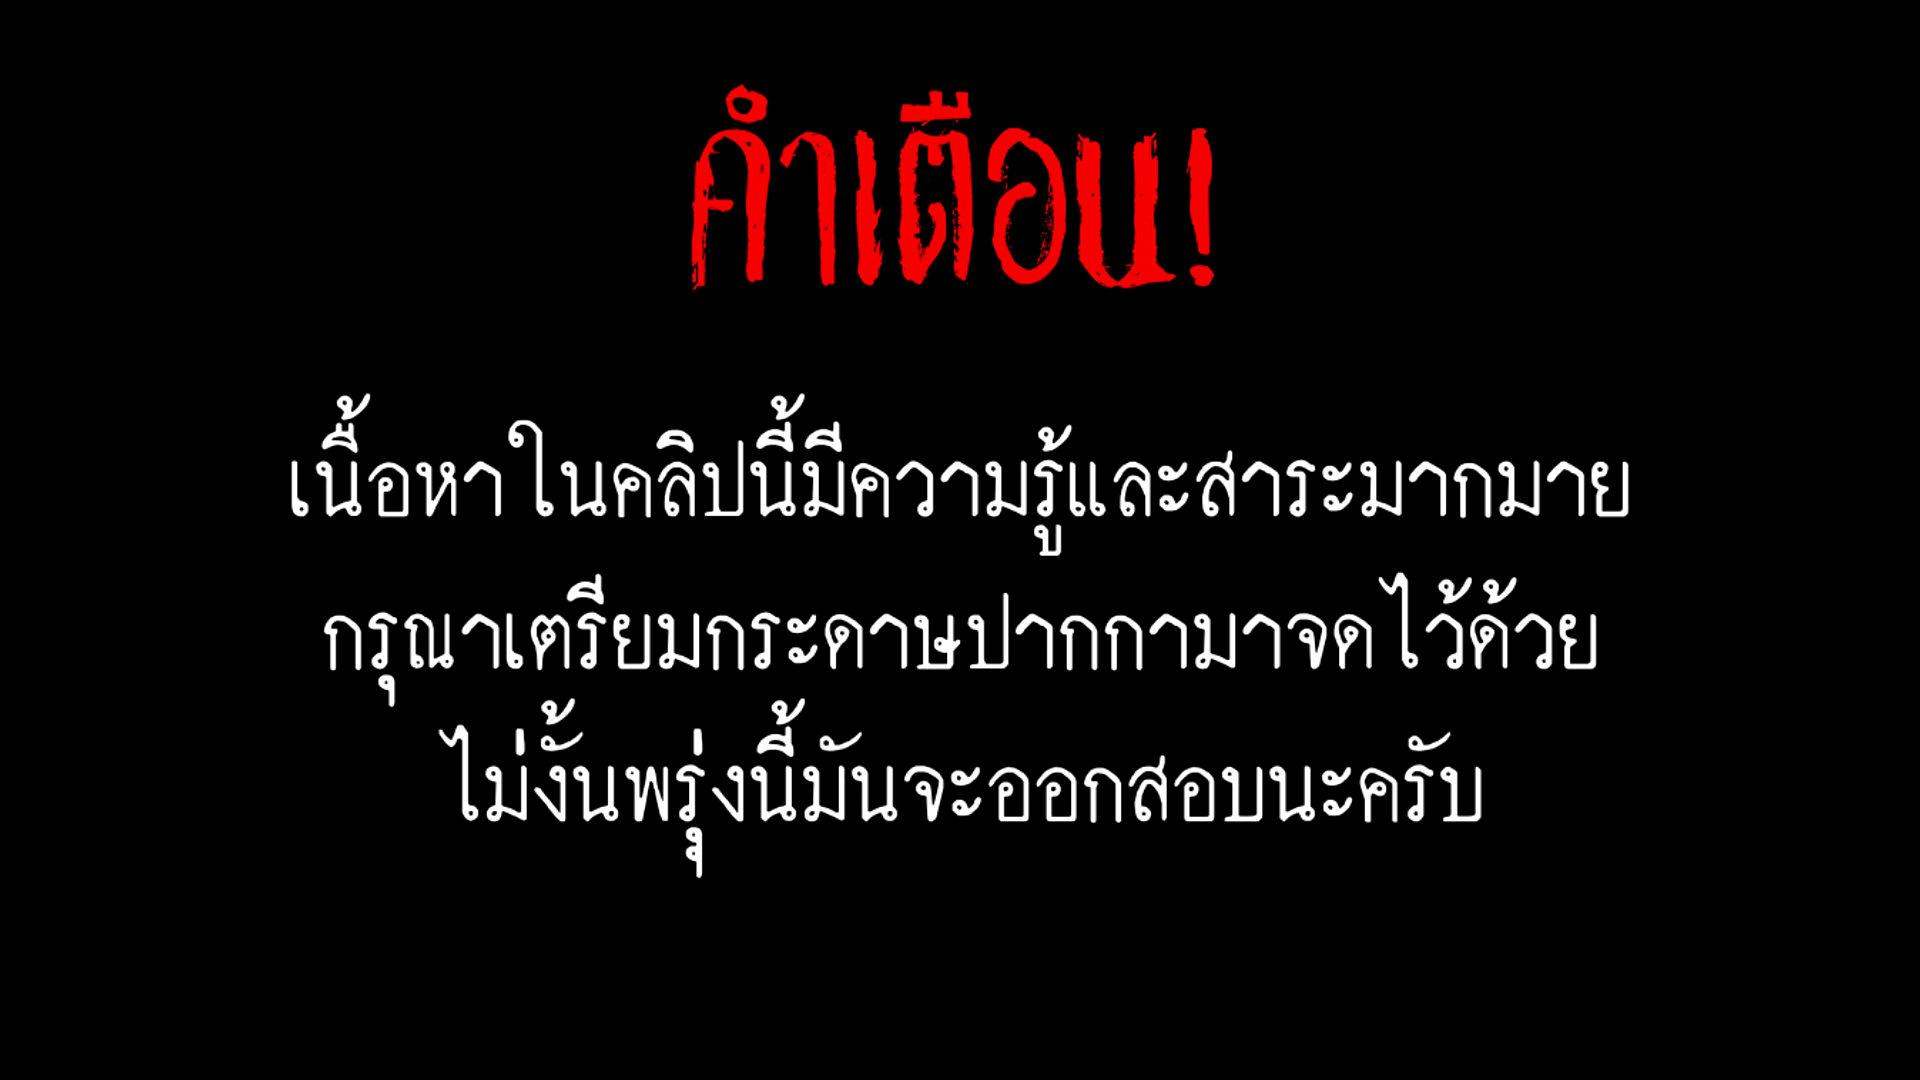 คำเตือน!
เนื้อหาในคลิปนี้มีความรู้และสาระมากมาย
กรุณาเตรียมกระดาษปากกามาจดไว้ด้วย
ไม่งั้นพรุ่งนี้มันจะออกสอบนะครับ